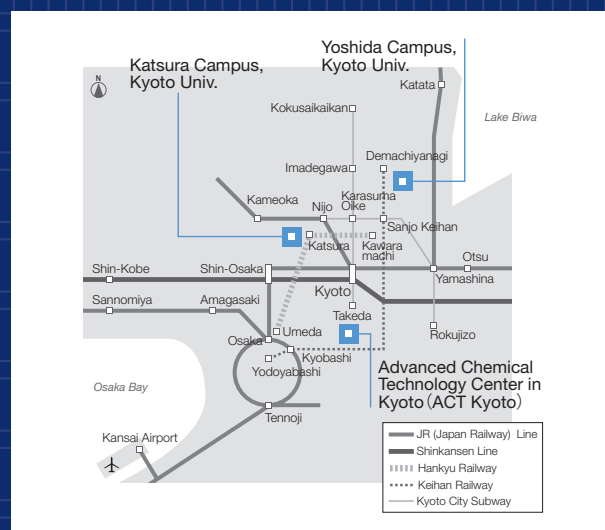 Yoshida Campus,
Kyoto Univ.
Katsura Campus,
Kyoto Univ.
N
Katata
Kokusaikaikan
Lake Biwa
Imadegawa
Demachiyanagi
Kameoka
Nijo
Karasuma
Oike
Sanjo Keihan
Katsura
Kawara
machi
Otsu
Shin-Kobe
Shin-Osaka
Yamashina
Kyoto
Sannomiya
Amagasaki
Takeda
Osaka
Umeda
Rokujizo
Kyobashi
Yodoyabashi
Advanced Chemical
Technology Center in
Kyoto（ACT Kyoto）
Osaka Bay
Tennoji
Kansai Airport
JR (Japan Railway) Line
Shinkansen Line
Hankyu Railway
Keihan Railway
Kyoto City Subway